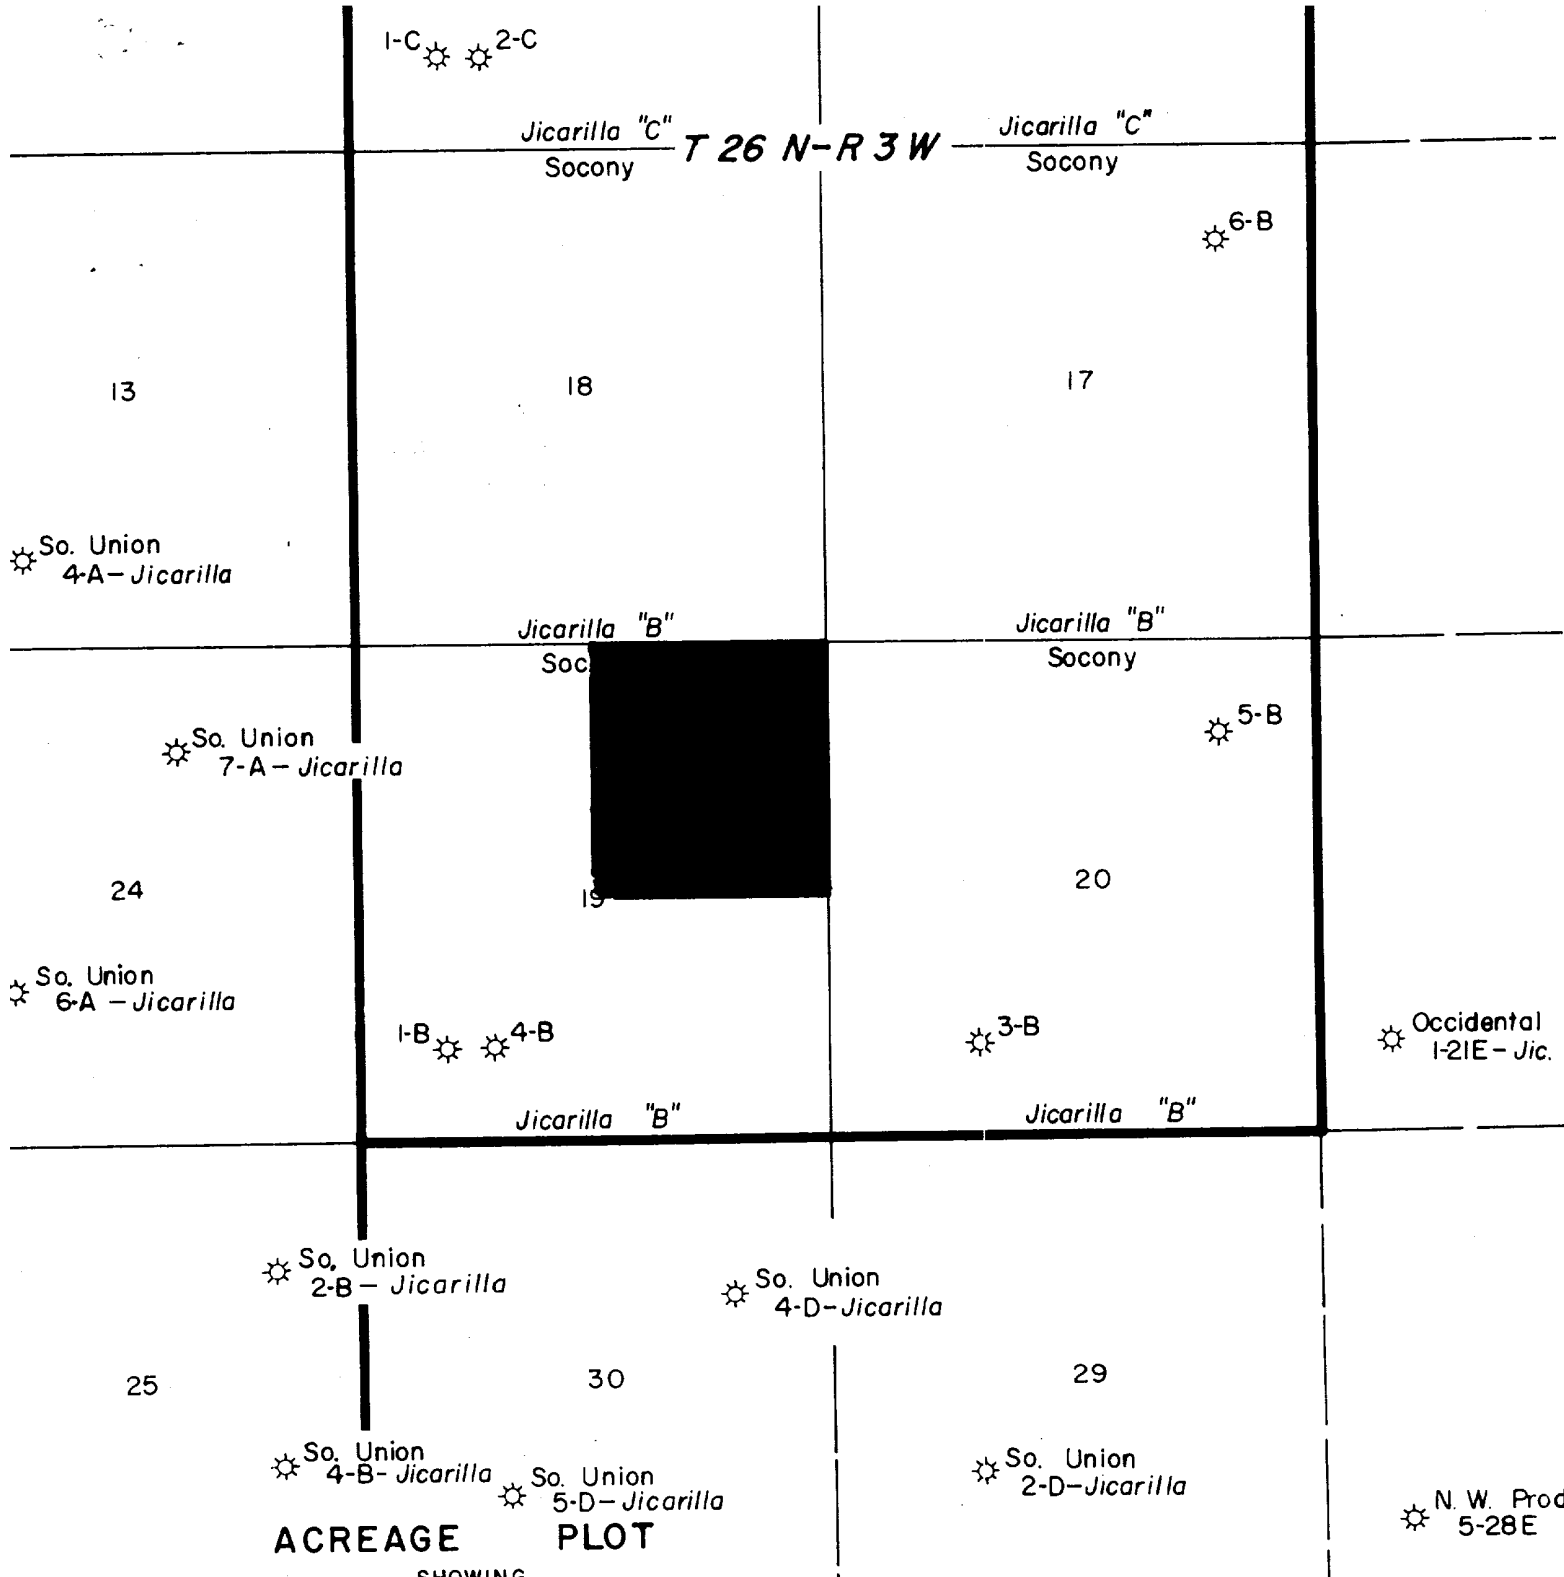 1-C 2-C
Jicarilla "C" T 26 N-R 3 W Jicarilla "C"
Socony Socony
6-B
13 18 17
So. Union
4-A-Jicarilla
Jicarilla "B" Jicarilla "B"
Soc Socony
So. Union 5-B
7-A-Jicarilla
24 19 20
So. Union
6-A-Jicarilla
1-B 4-B 3-B Occidental
1-21E-Jic.
Jicarilla "B" Jicarilla "B"
So. Union So. Union
2-B-Jicarilla 4-D-Jicarilla
25 30 29
So. Union So. Union So. Union
4-B-Jicarilla 5-D-Jicarilla 2-D-Jicarilla
N. W. Prod
5-28E
ACREAGE PLOT
SHOWING